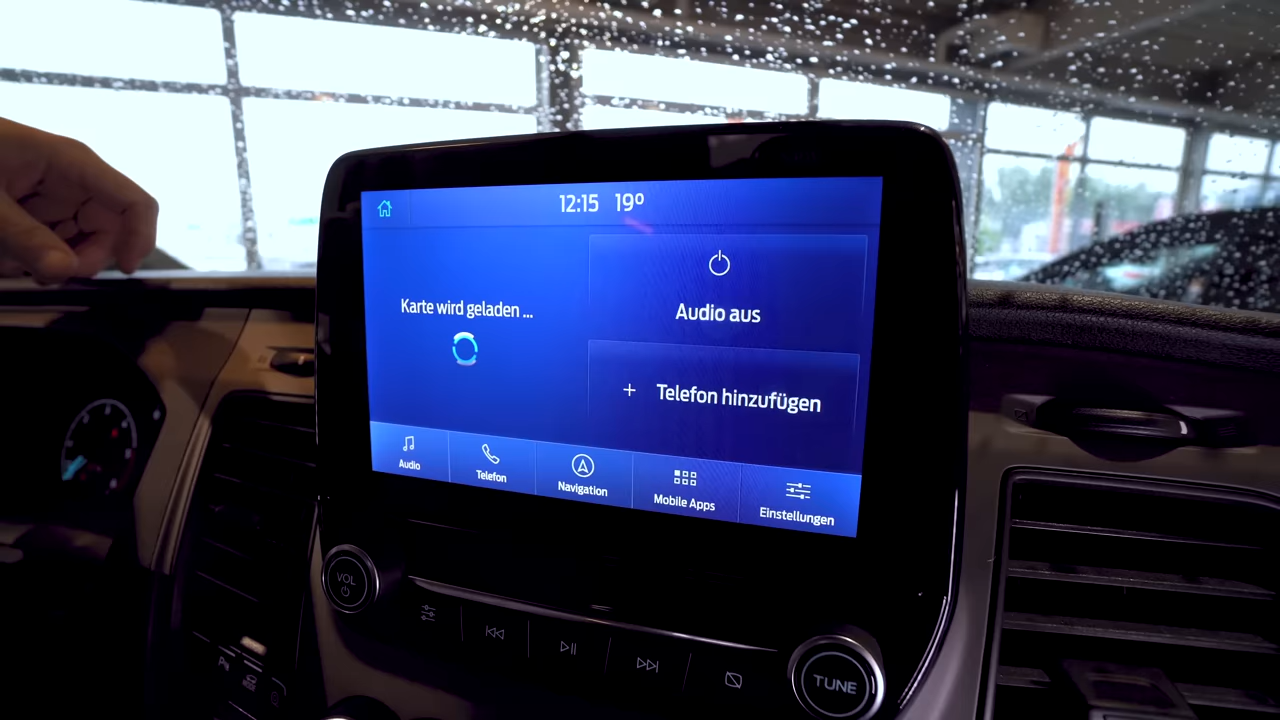 12:15 19º
Karte wird geladen ...
Audio aus
+ Telefon hinzufügen
Audio
Telefon
Navigation
Mobile Apps
Einstellungen
VOL
TUNE